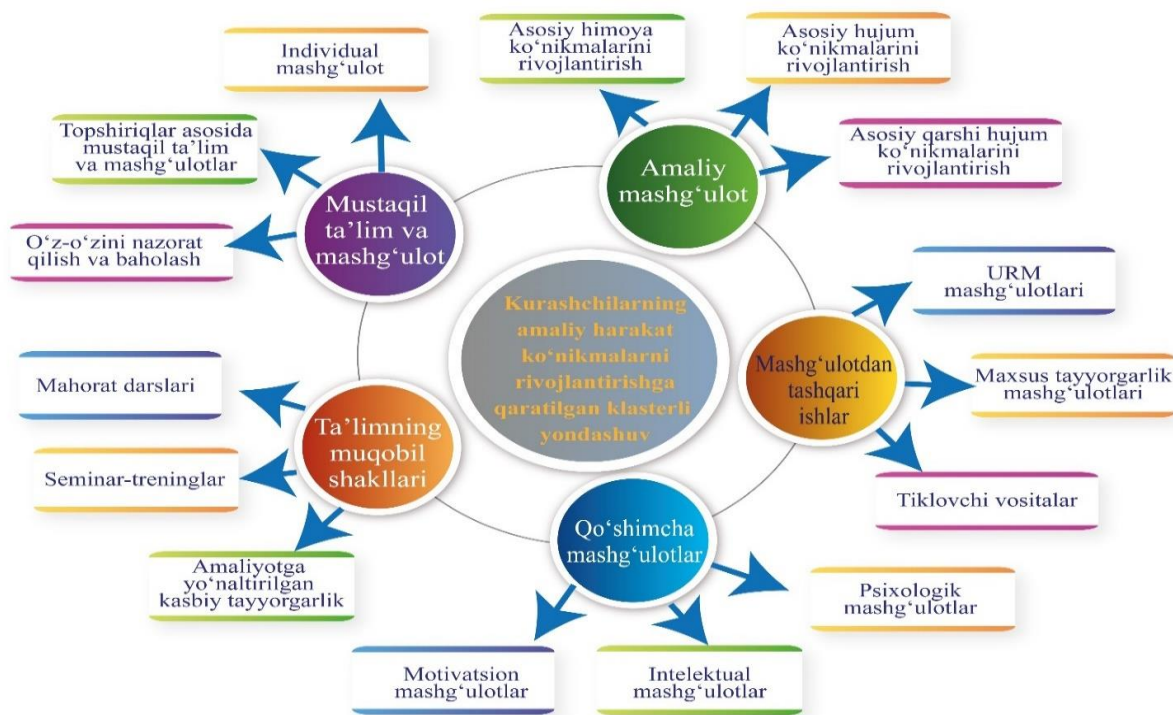 Individual
mashg‘ulot
Topshiriqlar asosida
mustaqil ta’lim
va mashg‘ulotlar
O‘z-o‘zini nazorat
qilish va baholash
Mustaqil
ta’lim va
mashg‘ulot
Asosiy himoya
ko‘nikmalarini
rivojlantirish
Asosiy hujum
ko‘nikmalarini
rivojlantirish
Asosiy qarshi hujum
ko‘nikmalarini
rivojlantirish
Amaliy
mashg‘ulot
Kurashchilarning
amaliy harakat
ko‘nikmalarni
rivojlantirishga
qaratilgan klasterli
yondashuv
URM
mashg‘ulotlari
Maxsus tayyorgarlik
mashg‘ulotlari
Tiklovchi vositalar
Mashg‘ulotdan
tashqari
ishlar
Mahorat darslari
Seminar-treninglar
Amaliyotga
yo‘naltirilgan
kasbiy tayyorgarlik
Ta’limning
muqobil
shakllari
Qo‘shimcha
mashg‘ulotlar
Psixologik
mashg‘ulotlar
Motivatsion
mashg‘ulotlar
Intelektual
mashg‘ulotlar